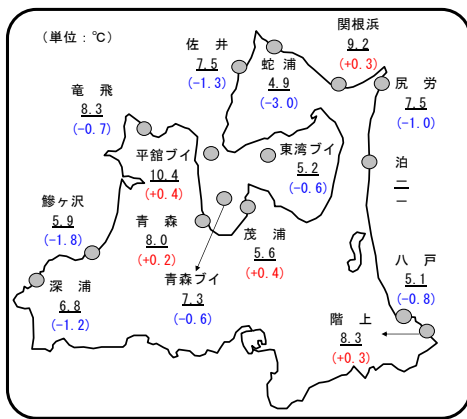 (単位：℃)
関根浜
9.2
(+0.3)
佐 井
7.5
(-1.3)
蛇 浦
4.9
(-3.0)
尻 労
7.5
(-1.0)
竜 飛
8.3
(-0.7)
平舘ブイ
10.4
(+0.4)
東湾ブイ
5.2
(-0.6)
泊
二
－
鰺ヶ沢
5.9
(-1.8)
青 森
8.0
(+0.2)
茂 浦
5.6
(+0.4)
青森ブイ
7.3
(-0.6)
八 戸
5.1
(-0.8)
深 浦
6.8
(-1.2)
階 上
8.3
(+0.3)